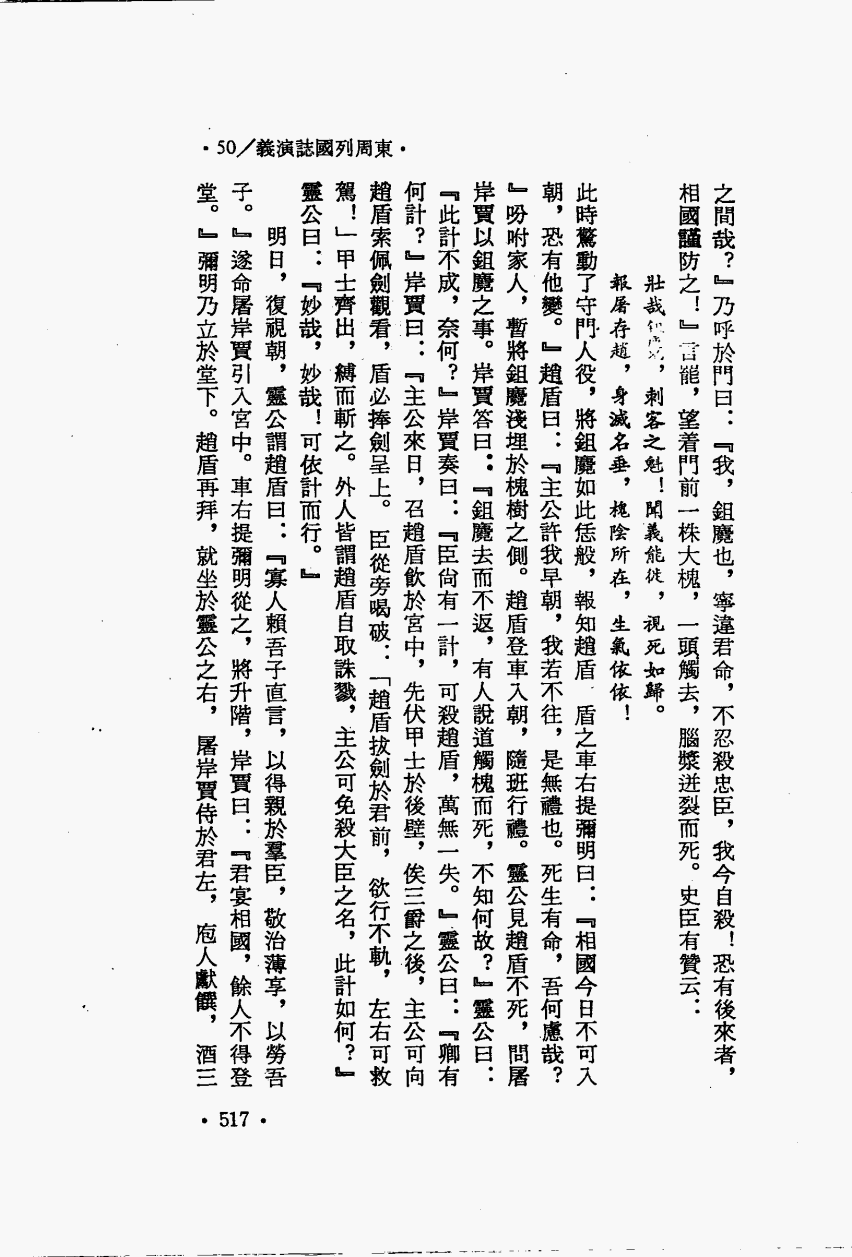 ·東周列國誌演義／50·
之間哉？』乃呼於門曰：『我，鉏麑也，寧違君命，不忍殺忠臣，我今自殺！恐有後來者，
相國謹防之！』言罷，望着門前一株大槐，一頭觸去，腦漿迸裂而死。史臣有贊云：
壯哉，刺客之魁！聞義能徙，視死如歸。
報屠存趙，身滅名垂，槐陰所在，生氣依依！
此時驚動了守門人役，將鉏麑如此恁般，報知趙盾 盾之車右提彌明曰：『相國今日不可入
朝，恐有他變。』趙盾曰：『主公許我早朝，我若不往，是無禮也。死生有命，吾何慮哉？
』吩咐家人，暫將鉏麑淺埋於槐樹之側。趙盾登車入朝，隨班行禮。靈公見趙盾不死，問屠
岸賈以鉏麑之事。岸賈答曰：『鉏麑去而不返，有人說道觸槐而死，不知何故？』靈公曰：
『此計不成，奈何？』岸賈奏曰：『臣尙有一計，可殺趙盾，萬無一失。』靈公曰：『卿有
何計？』岸賈曰：『主公來日，召趙盾飲於宮中，先伏甲士於後壁，俟三爵之後，主公可向
趙盾索佩劍觀看，盾必捧劍呈上。臣從旁喝破：「趙盾拔劍於君前，欲行不軌，左右可救
駕！」甲士齊出，縛而斬之。外人皆謂趙盾自取誅戮，主公可免殺大臣之名，此計如何？』
靈公曰：『妙哉，妙哉！可依計而行。』
明日，復視朝，靈公謂趙盾曰：『寡人賴吾子直言，以得親於羣臣，敬治薄享，以勞吾
子。』遂命屠岸賈引入宮中。車右提彌明從之，將升階，岸賈曰：『君宴相國，餘人不得登
堂。』彌明乃立於堂下。趙盾再拜，就坐於靈公之右，屠岸賈侍於君左，庖人獻饌，酒三
·517·